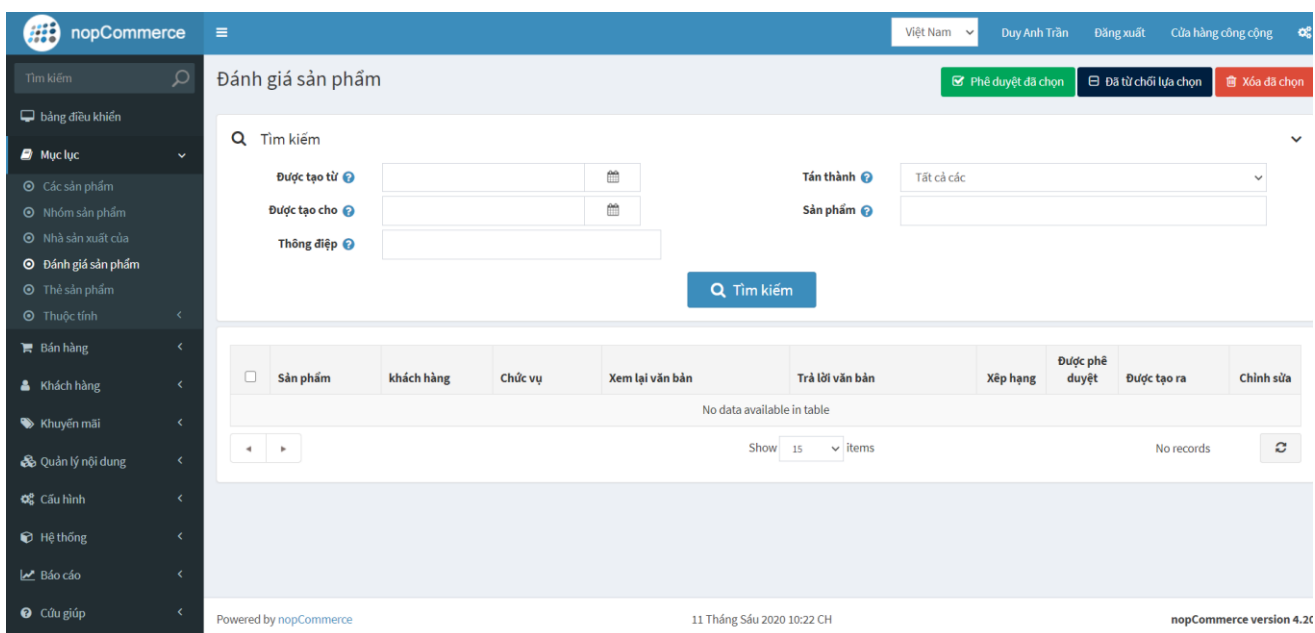 nopCommerce
Việt Nam
Duy Anh Trần
Đăng xuất
Cửa hàng công cộng
Tìm kiếm
bảng điều khiển
Mục lục
Các sản phẩm
Nhóm sản phẩm
Nhà sản xuất của
Đánh giá sản phẩm
Thẻ sản phẩm
Thuộc tính
Bán hàng
Khách hàng
Khuyến mãi
Quản lý nội dung
Cấu hình
Hệ thống
Báo cáo
Cứu giúp
Đánh giá sản phẩm
Phê duyệt đã chọn
Đã từ chối lựa chọn
Xóa đã chọn
Tìm kiếm
Được tạo từ
Tán thành
Tất cả các
Được tạo cho
Sản phẩm
Thông điệp
Tìm kiếm
Sản phẩm
khách hàng
Chức vụ
Xem lại văn bản
Trả lời văn bản
Xếp hạng
Được phê
duyệt
Được tạo ra
Chỉnh sửa
No data available in table
Show 15 items
No records
Powered by nopCommerce
11 Tháng Sáu 2020 10:22 CH
nopCommerce version 4.20